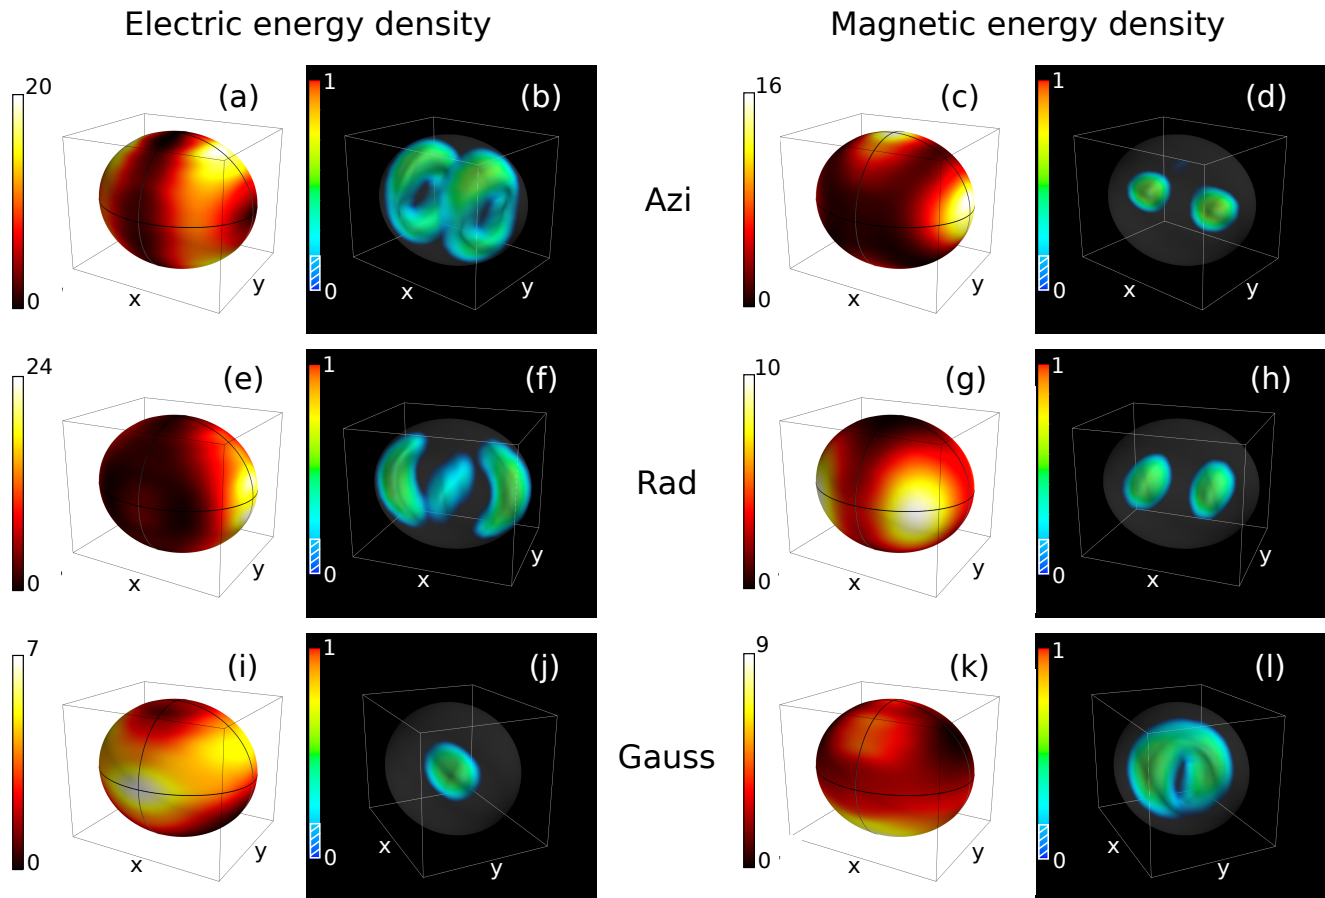 Electric energy density
Magnetic energy density
20
(a)
0
x
y
1
(b)
0
x
y
Azi
16
(c)
0
x
y
1
(d)
0
x
y
24
(e)
0
x
y
1
(f)
0
x
y
Rad
10
(g)
0
x
y
1
(h)
0
x
y
7
(i)
0
x
y
1
(j)
0
x
y
Gauss
9
(k)
0
x
y
1
(l)
0
x
y